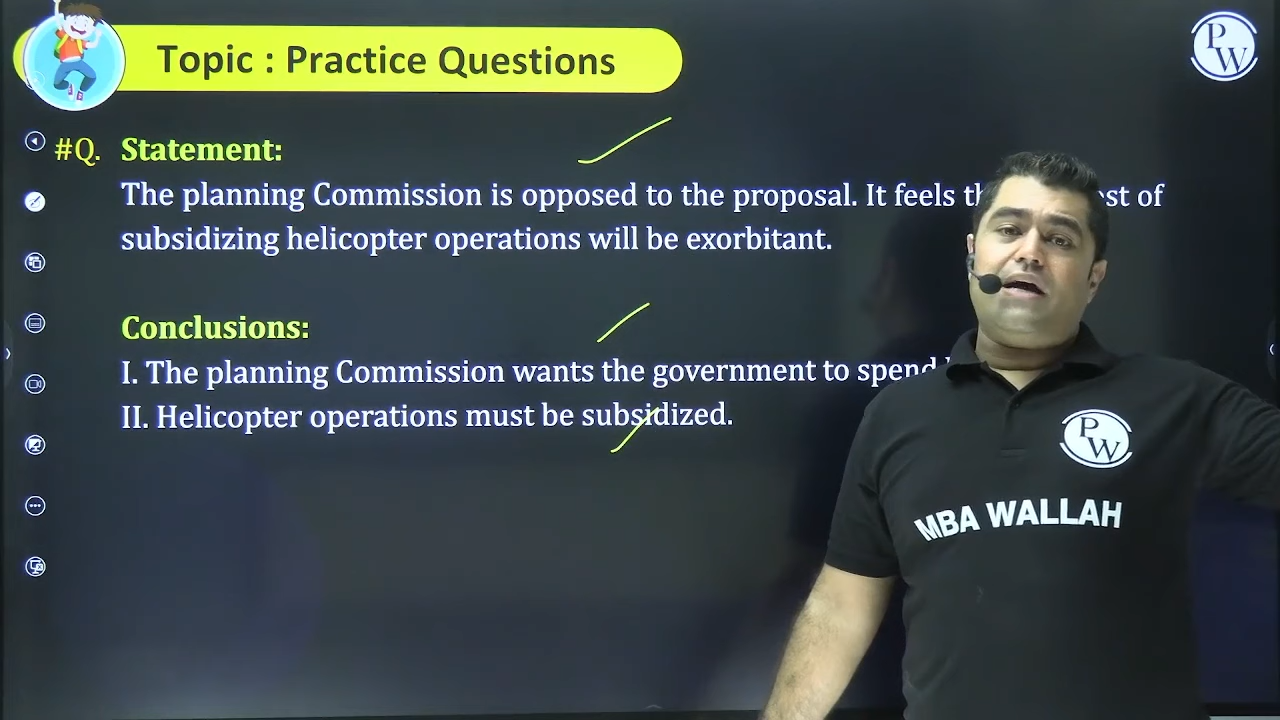 Topic : Practice Questions
PW
#Q. Statement:
The planning Commission is opposed to the proposal. It feels of
subsidizing helicopter operations will be exorbitant.
Conclusions:
I. The planning Commission wants the government to spend
II. Helicopter operations must be subsidized.
PW
MBA WALLAH